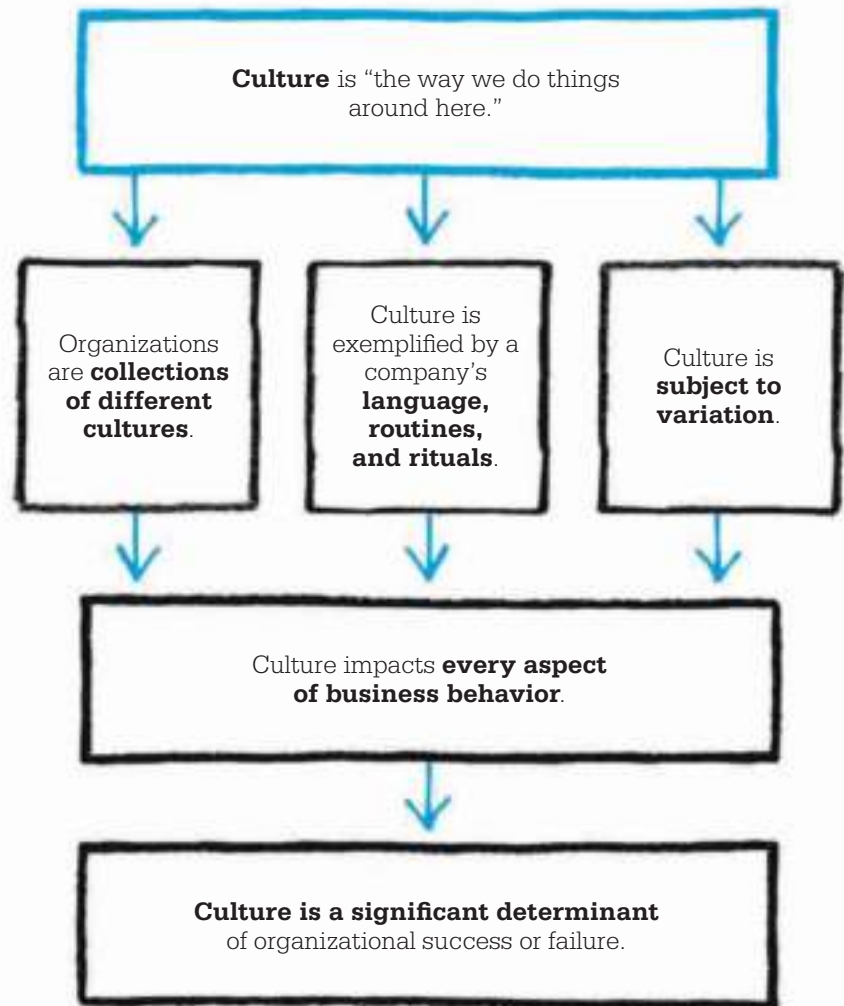 Culture is “the way we do things
around here.”
Organizations
are collections
of different
cultures.
Culture is
exemplified by a
company’s
language,
routines,
and rituals.
Culture is
subject to
variation.
Culture impacts every aspect
of business behavior.
Culture is a significant determinant
of organizational success or failure.